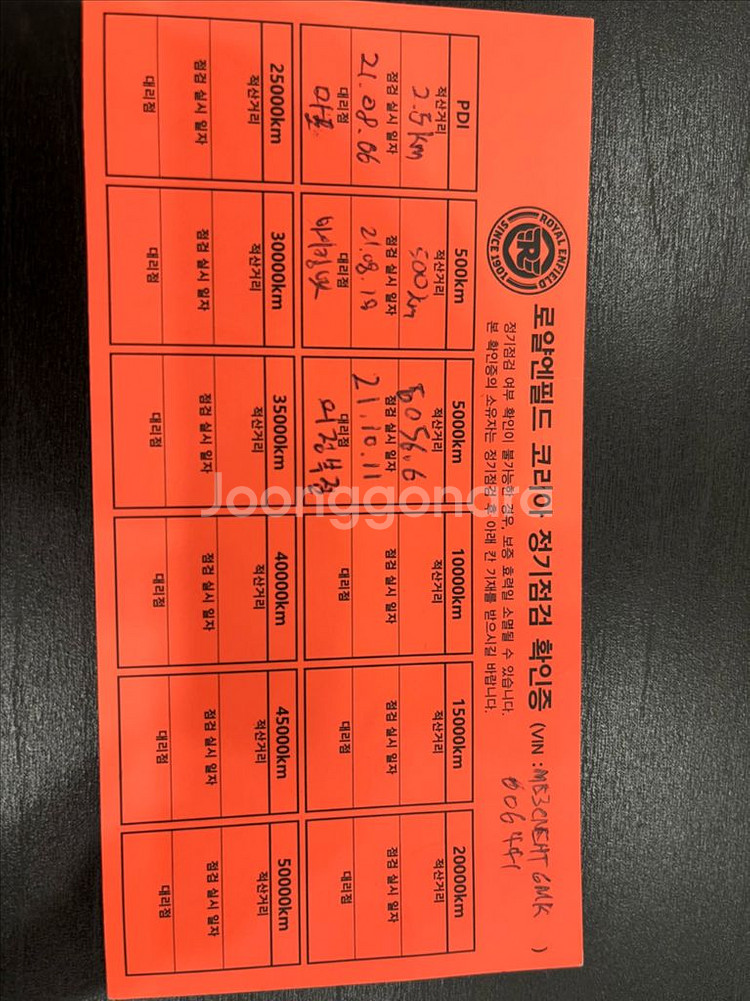 ROYAL ENFIELD
SINCE 1901
로얄엔필드 코리아 정기점검 확인증 (VIN : ME3CNEHT6MK 006441 )
정기점검 여부 확인이 불가능한 경우, 보증 효력일 소멸될 수 있습니다.
본 확인증의 소유자는 정기점검 후 아래 칸 기재를 받으시길 바랍니다.
PDI
적산거리
2.5km
점검 실시 일자
21.08.06
대리점
마포
500km
적산거리
500km
점검 실시 일자
21.08.19
대리점
5000km
적산거리
5056.6
점검 실시 일자
21.10.11
대리점
의정부점
10000km
적산거리
점검 실시 일자
대리점
15000km
적산거리
점검 실시 일자
대리점
20000km
적산거리
점검 실시 일자
대리점
25000km
적산거리
점검 실시 일자
대리점
30000km
적산거리
점검 실시 일자
대리점
35000km
적산거리
점검 실시 일자
대리점
40000km
적산거리
점검 실시 일자
대리점
45000km
적산거리
점검 실시 일자
대리점
50000km
적산거리
점검 실시 일자
대리점
Joonggonara